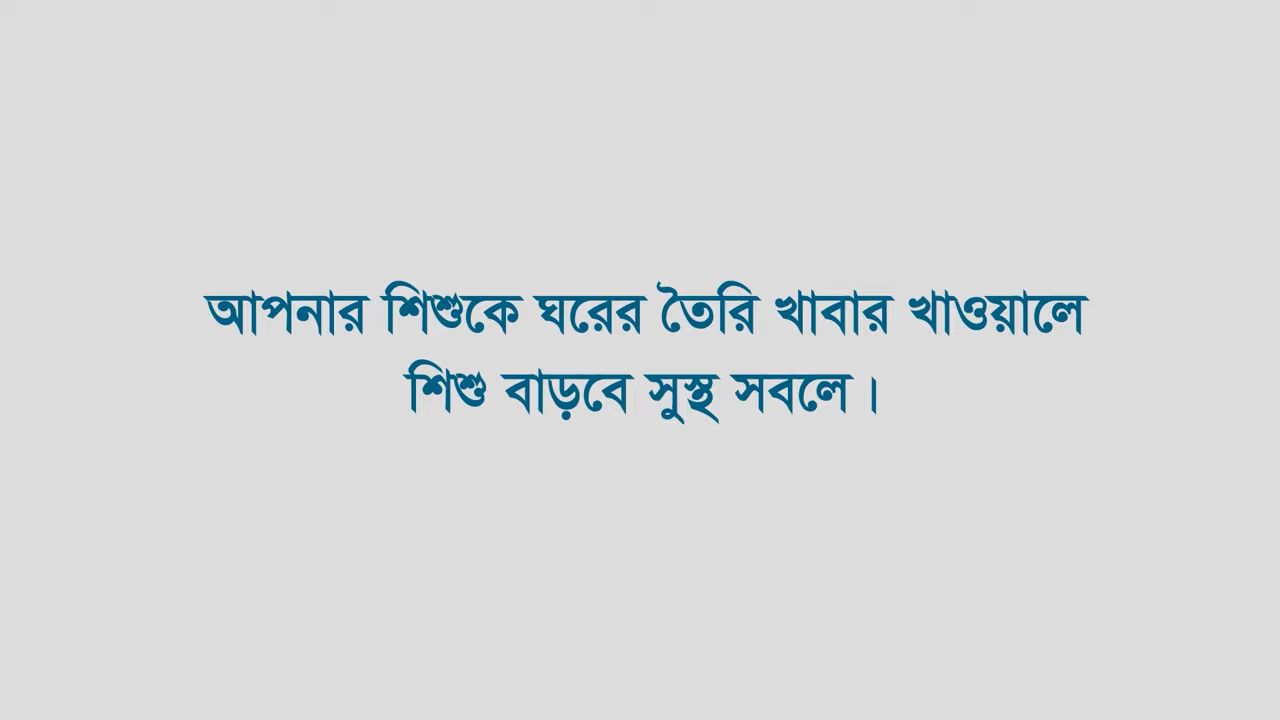 আপনার শিশুকে ঘরের তৈরি খাবার খাওয়ালে
শিশু বাড়বে সুস্থ সবলে।